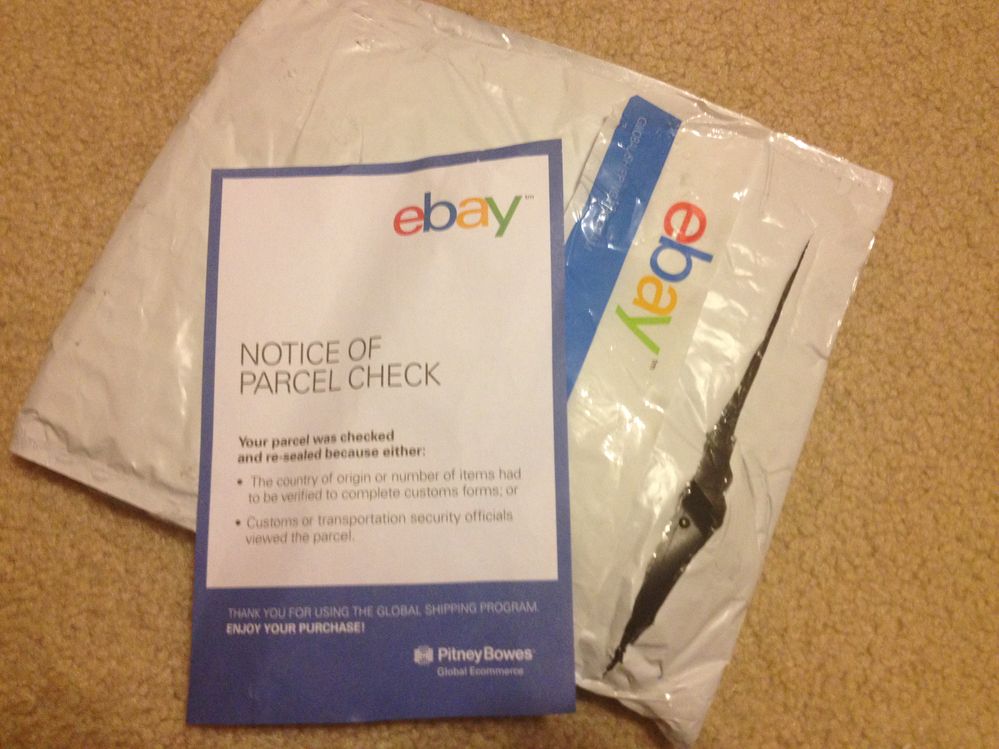 ebay™
NOTICE OF
PARCEL CHECK
Your parcel was checked
and re-sealed because either:
• The country of origin or number of items had
to be verified to complete customs forms; or
• Customs or transportation security officials
viewed the parcel.
THANK YOU FOR USING THE GLOBAL SHIPPING PROGRAM.
ENJOY YOUR PURCHASE!
PitneyBowes
Global Ecommerce
ebay™